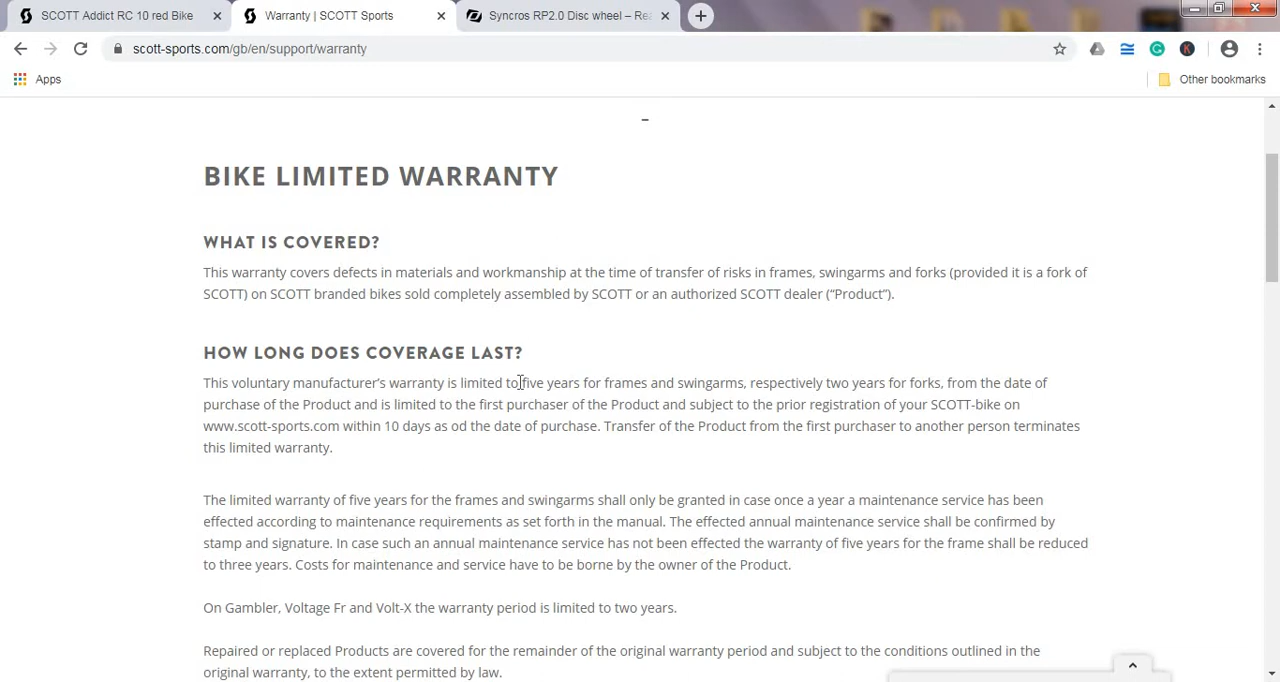 SCOTT Addict RC 10 red Bike
Warranty | SCOTT Sports
Syncros RP2.0 Disc wheel – Rea
scott-sports.com/gb/en/support/warranty
Apps
Other bookmarks
BIKE LIMITED WARRANTY
WHAT IS COVERED?
This warranty covers defects in materials and workmanship at the time of transfer of risks in frames, swingarms and forks (provided it is a fork of
SCOTT) on SCOTT branded bikes sold completely assembled by SCOTT or an authorized SCOTT dealer (“Product”).
HOW LONG DOES COVERAGE LAST?
This voluntary manufacturer’s warranty is limited to five years for frames and swingarms, respectively two years for forks, from the date of
purchase of the Product and is limited to the first purchaser of the Product and subject to the prior registration of your SCOTT-bike on
www.scott-sports.com within 10 days as od the date of purchase. Transfer of the Product from the first purchaser to another person terminates
this limited warranty.
The limited warranty of five years for the frames and swingarms shall only be granted in case once a year a maintenance service has been
effected according to maintenance requirements as set forth in the manual. The effected annual maintenance service shall be confirmed by
stamp and signature. In case such an annual maintenance service has not been effected the warranty of five years for the frame shall be reduced
to three years. Costs for maintenance and service have to be borne by the owner of the Product.
On Gambler, Voltage Fr and Volt-X the warranty period is limited to two years.
Repaired or replaced Products are covered for the remainder of the original warranty period and subject to the conditions outlined in the
original warranty, to the extent permitted by law.